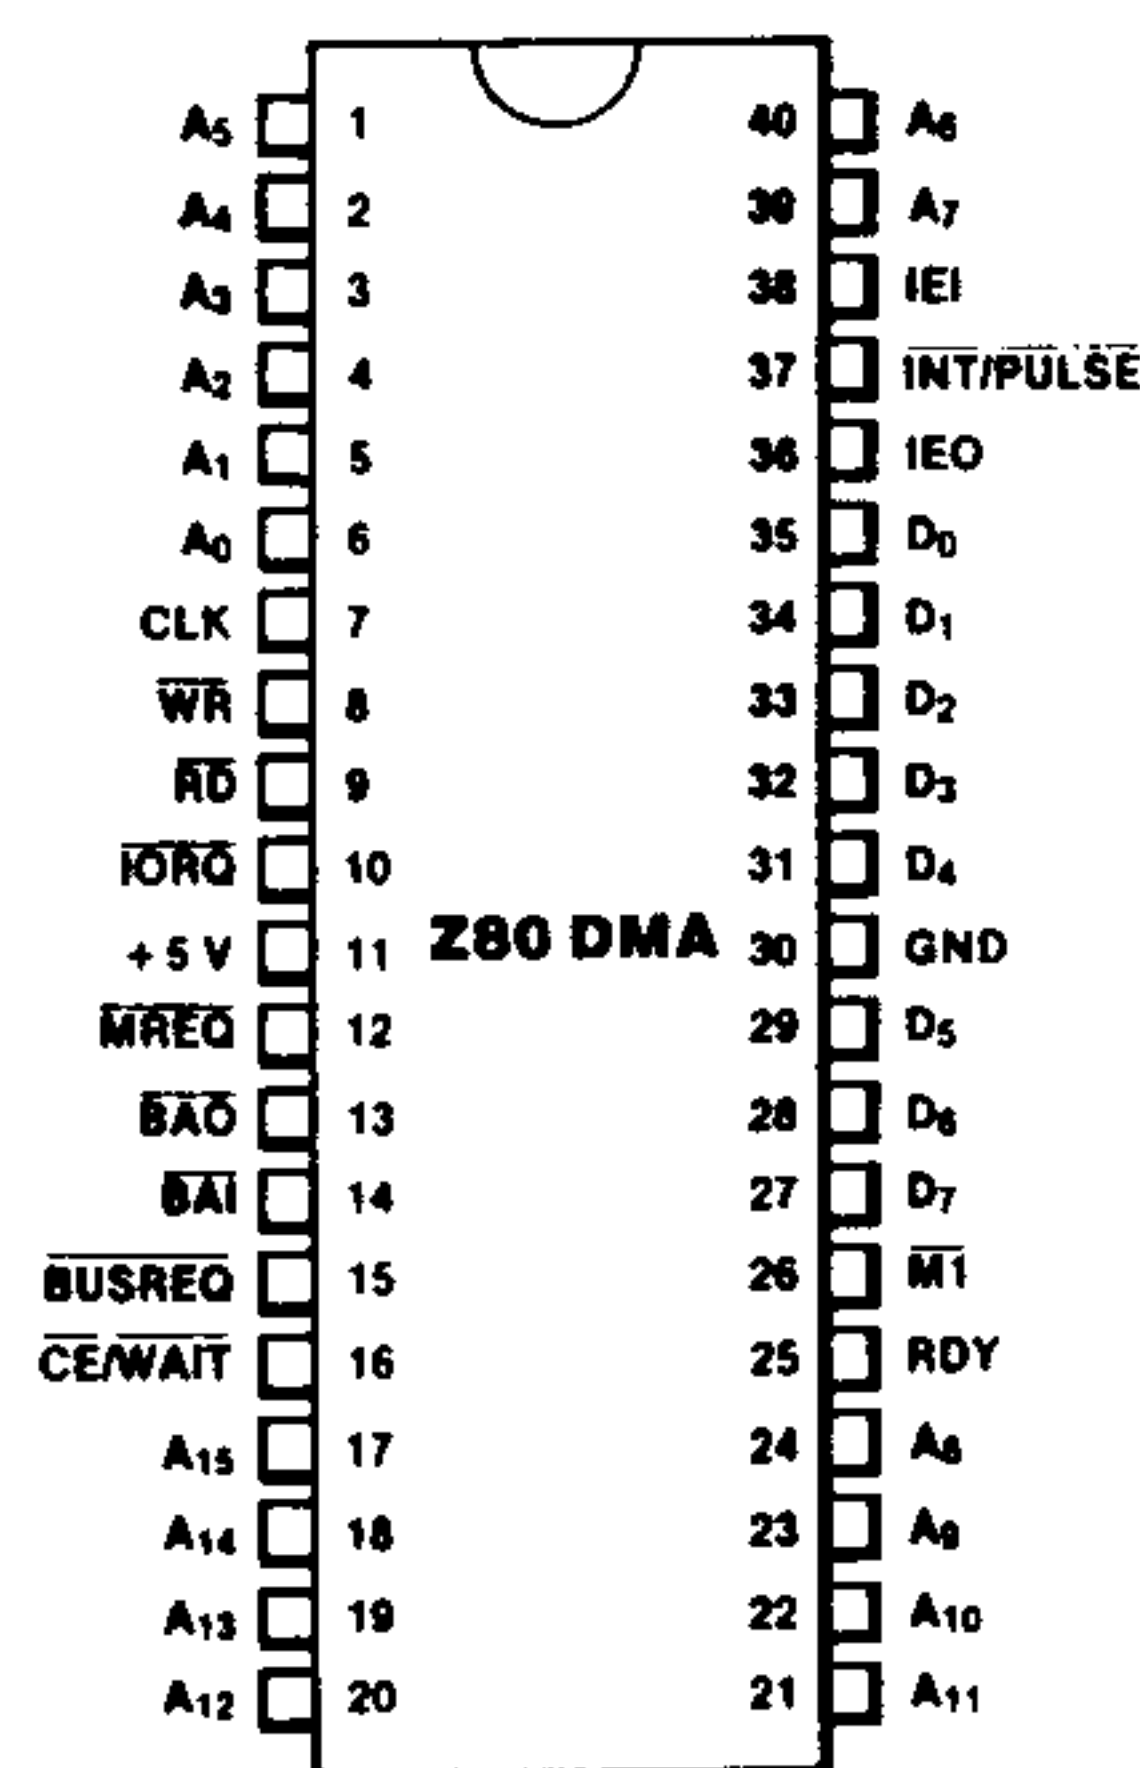 A5 1 40 A6
A4 2 39 A7
A3 3 38 IEI
A2 4 37 INT/PULSE
A1 5 36 IEO
A0 6 35 D0
CLK 7 34 D1
WR 8 33 D2
RD 9 32 D3
IORQ 10 31 D4
+5 V 11 Z80 DMA 30 GND
MREQ 12 29 D5
BAO 13 28 D6
BAI 14 27 D7
BUSREQ 15 26 M1
CE/WAIT 16 25 RDY
A15 17 24 A8
A14 18 23 A9
A13 19 22 A10
A12 20 21 A11